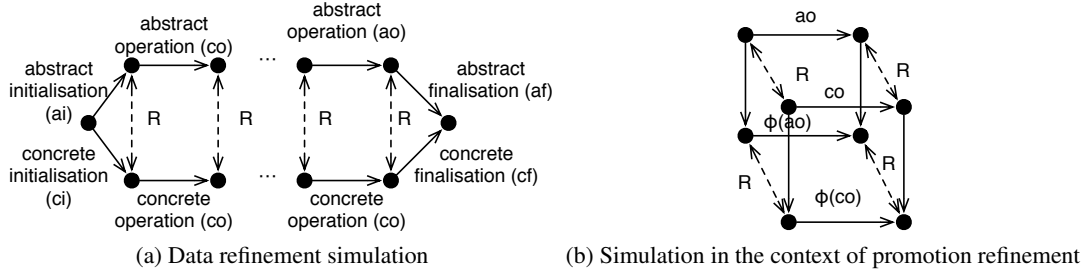 abstract
operation (co)
abstract
operation (ao)
...
abstract
initialisation
(ai)
abstract
finalisation (af)
R
R
R
R
concrete
initialisation
(ci)
concrete
finalisation (cf)
...
concrete
operation (co)
concrete
operation (co)
(a) Data refinement simulation
ao
R
R
co
ϕ(ao)
R
R
ϕ(co)
(b) Simulation in the context of promotion refinement